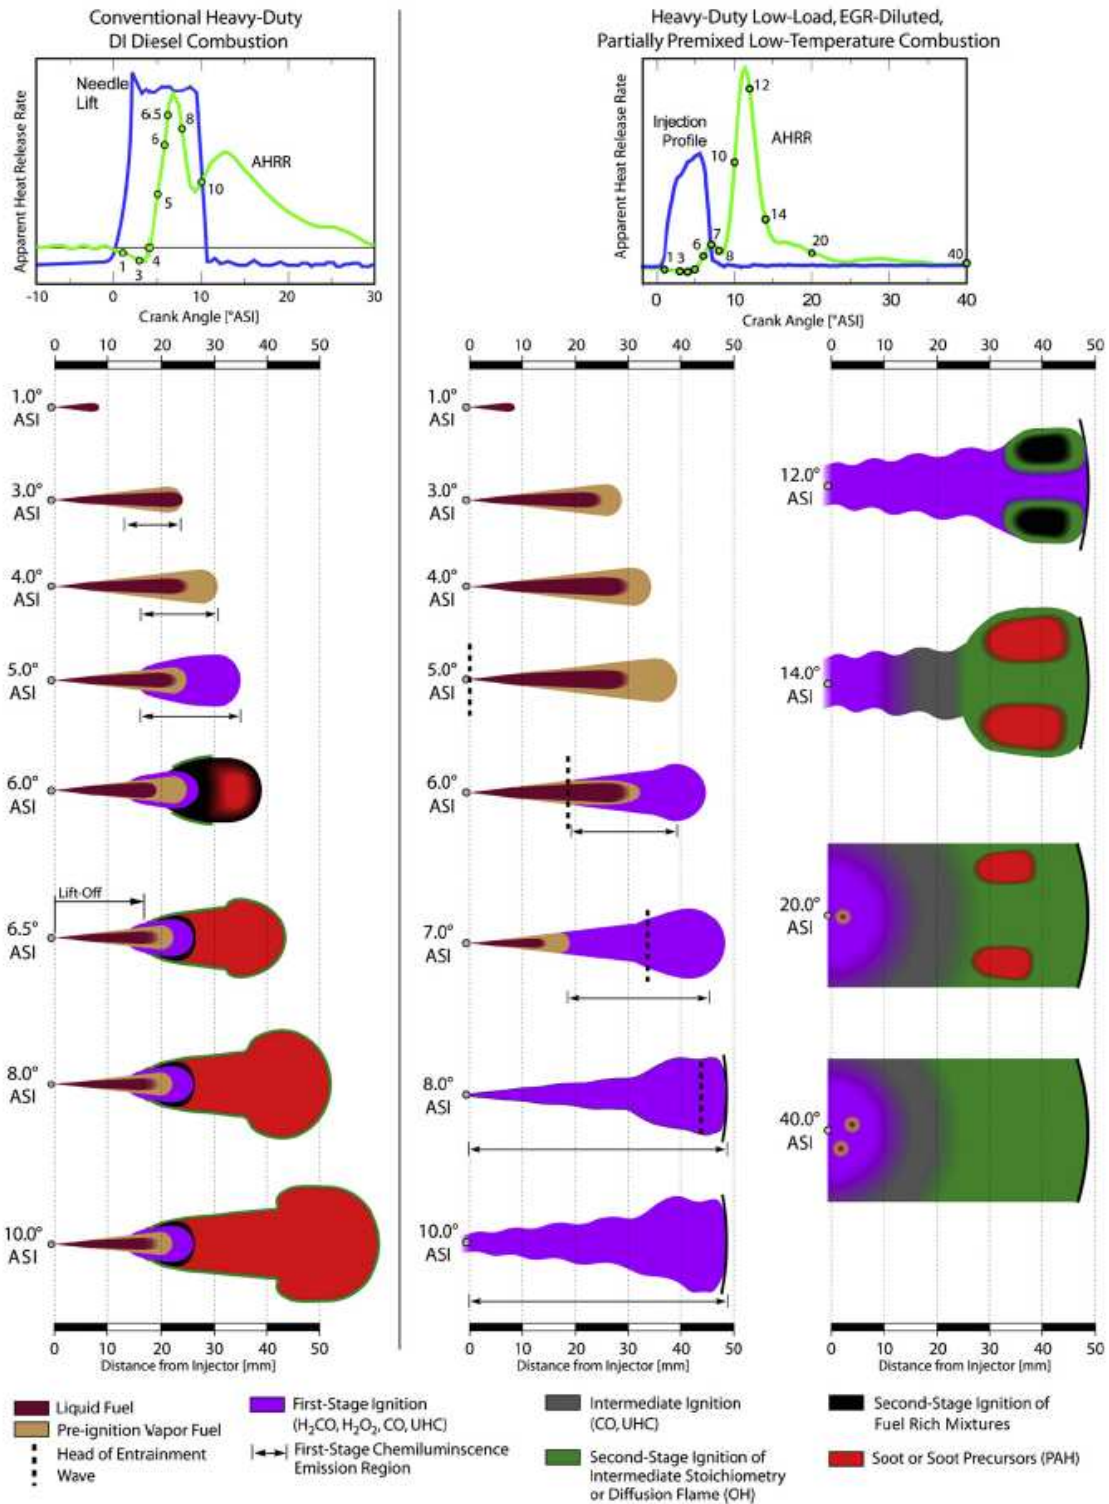 Conventional Heavy-Duty
DI Diesel Combustion
Heavy-Duty Low-Load, EGR-Diluted,
Partially Premixed Low-Temperature Combustion
Apparent Heat Release Rate
Needle
Lift
6.5
8
6
5
10
AHRR
1
3
4
-10
0
10
20
30
Crank Angle [°ASI]
Apparent Heat Release Rate
Injection
Profile
12
10
AHRR
14
7
6
8
1
3
20
40
0
10
20
30
40
Crank Angle [°ASI]
0 10 20 30 40 50
0 10 20 30 40 50
0 10 20 30 40 50
1.0°
ASI
3.0°
ASI
4.0°
ASI
5.0°
ASI
6.0°
ASI
Lift-Off
6.5°
ASI
8.0°
ASI
10.0°
ASI
0 10 20 30 40 50
Distance from Injector [mm]
1.0°
ASI
3.0°
ASI
4.0°
ASI
5.0°
ASI
6.0°
ASI
7.0°
ASI
8.0°
ASI
10.0°
ASI
0 10 20 30 40 50
Distance from Injector [mm]
12.0°
ASI
14.0°
ASI
20.0°
ASI
40.0°
ASI
0 10 20 30 40 50
Distance from Injector [mm]
Liquid Fuel
Pre-ignition Vapor Fuel
Head of Entrainment
Wave
First-Stage Ignition
(H₂CO, H₂O₂, CO, UHC)
First-Stage Chemiluminscence
Emission Region
Intermediate Ignition
(CO, UHC)
Second-Stage Ignition of
Intermediate Stoichiometry
or Diffusion Flame (OH)
Second-Stage Ignition of
Fuel Rich Mixtures
Soot or Soot Precursors (PAH)